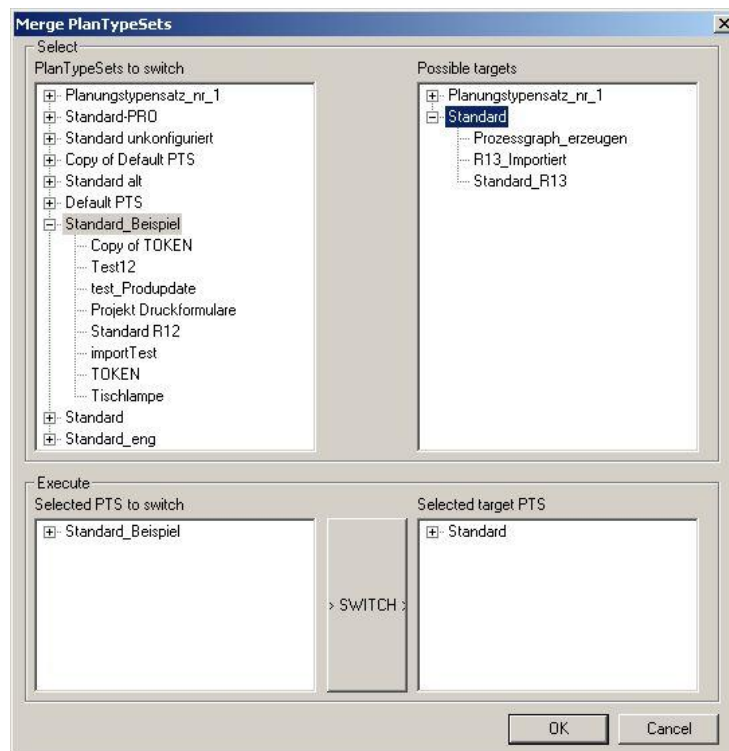 Merge PlanTypeSets
Select
PlanTypeSets to switch
Planungstypensatz_nr_1
Standard-PRO
Standard unkonfiguriert
Copy of Default PTS
Standard alt
Default PTS
Standard_Beispiel
Copy of TOKEN
Test12
test_Produpdate
Projekt Druckformulare
Standard R12
importTest
TOKEN
Tischlampe
Standard
Standard_eng
Possible targets
Planungstypensatz_nr_1
Standard
Prozessgraph_erzeugen
R13_Importiert
Standard_R13
Execute
Selected PTS to switch
Standard_Beispiel
> SWITCH >
Selected target PTS
Standard
OK
Cancel